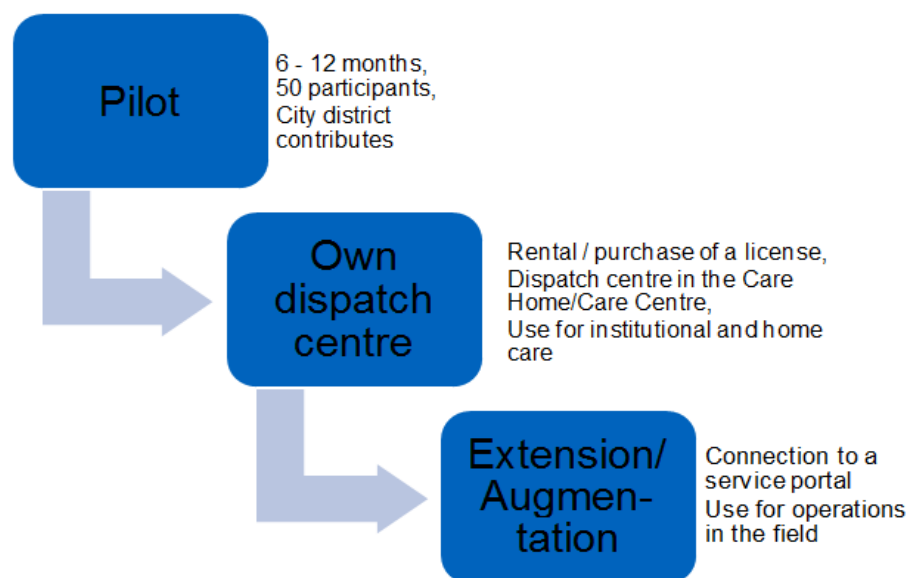 Pilot
6 - 12 months,
50 participants,
City district
contributes
Own
dispatch
centre
Rental / purchase of a license,
Dispatch centre in the Care
Home/Care Centre,
Use for institutional and home
care
Extension/
Augmen-
tation
Connection to a
service portal
Use for operations
in the field